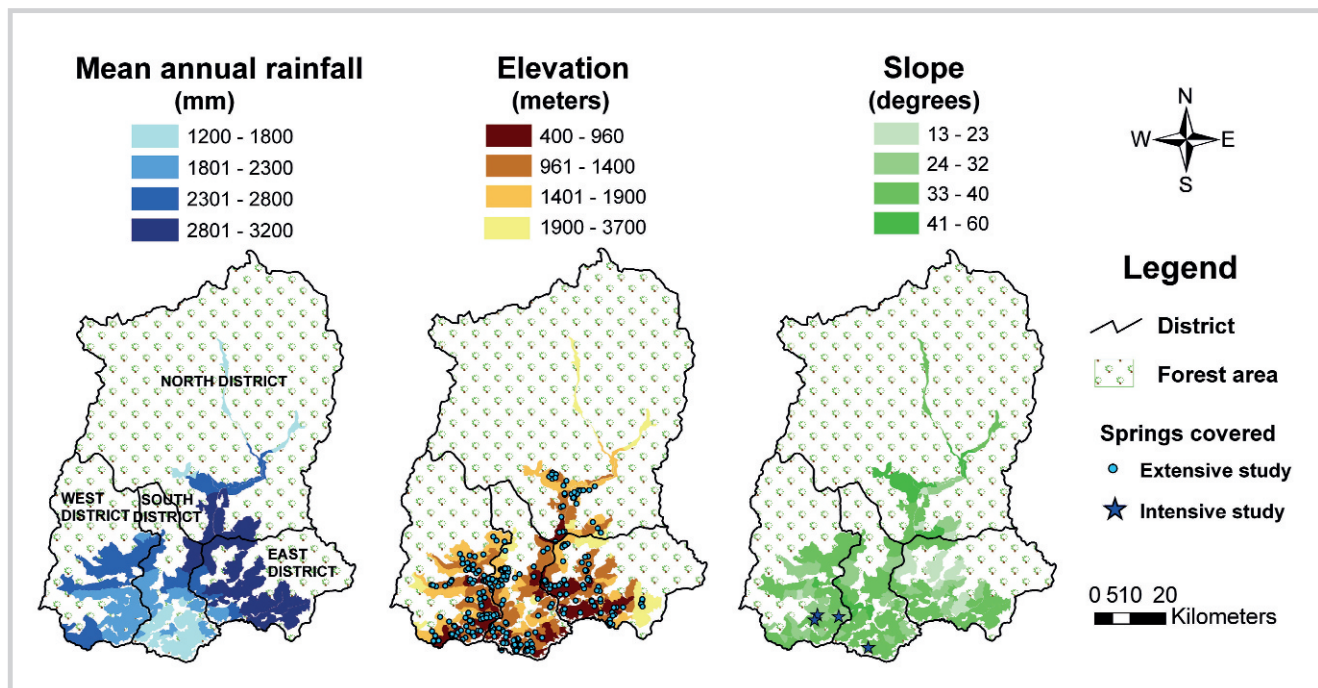 Mean annual rainfall
(mm)
1200 - 1800
1801 - 2300
2301 - 2800
2801 - 3200
Elevation
(meters)
400 - 960
961 - 1400
1401 - 1900
1900 - 3700
Slope
(degrees)
13 - 23
24 - 32
33 - 40
41 - 60
N
W
E
S
NORTH DISTRICT
WEST
DISTRICT
SOUTH
DISTRICT
EAST
DISTRICT
Legend
District
Forest area
Springs covered
Extensive study
Intensive study
0 510 20
Kilometers